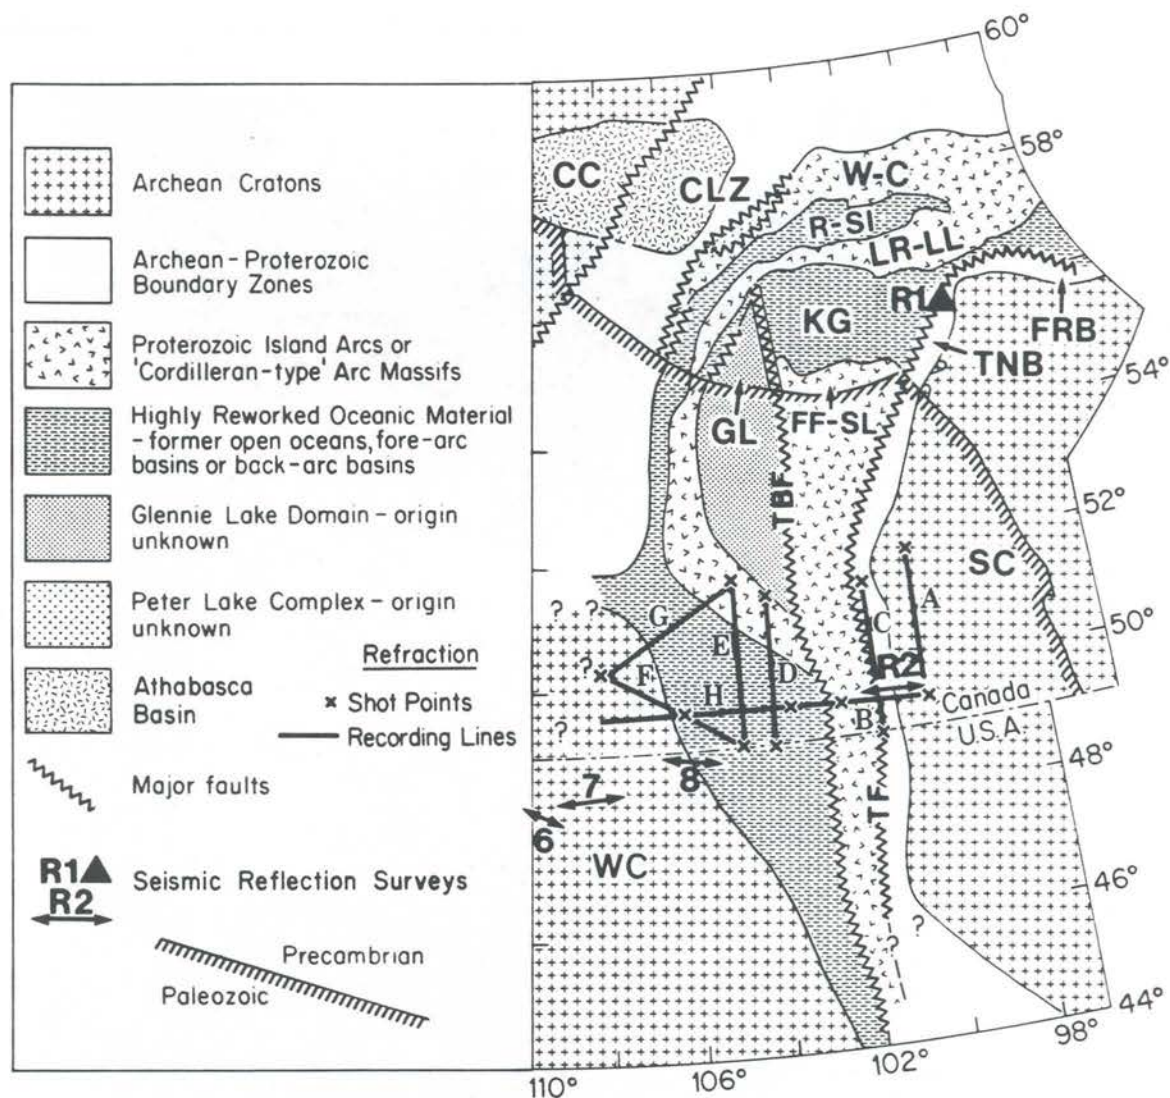 Archean Cratons
Archean-Proterozoic
Boundary Zones
Proterozoic Island Arcs or
'Cordilleran-type' Arc Massifs
Highly Reworked Oceanic Material
- former open oceans, fore-arc
basins or back-arc basins
Glennie Lake Domain - origin
unknown
Peter Lake Complex - origin
unknown
Refraction
Athabasca
Basin
x Shot Points
Recording Lines
Major faults
R1
R2
Seismic Reflection Surveys
Precambrian
Paleozoic
60°
58°
CC
CLZ
W-C
R-SI
LR-LL
R1
KG
FRB
TNB
54°
GL
FF-SL
TBF
52°
SC
? ?
G
E
C
A
50°
R2
?
F
H
D
B
Canada
U.S.A.
?
48°
8
7
6
TF
WC
46°
?
?
44°
98°
102°
106°
110°
?